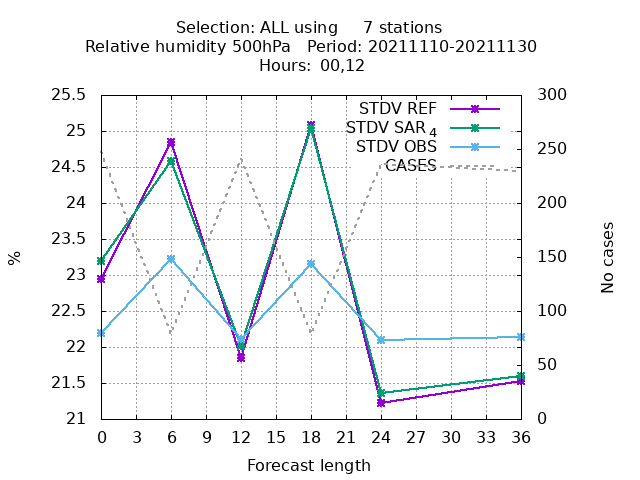 Selection: ALL using     7 stations
Relative humidity 500hPa   Period: 20211110-20211130
Hours: 00,12
25.5
25
24.5
24
23.5
23
22.5
22
21.5
21
300
250
200
150
100
50
0
STDV REF
STDV SAR4
STDV OBS
CASES
%
No cases
0 3 6 9 12 15 18 21 24 27 30 33 36
Forecast length